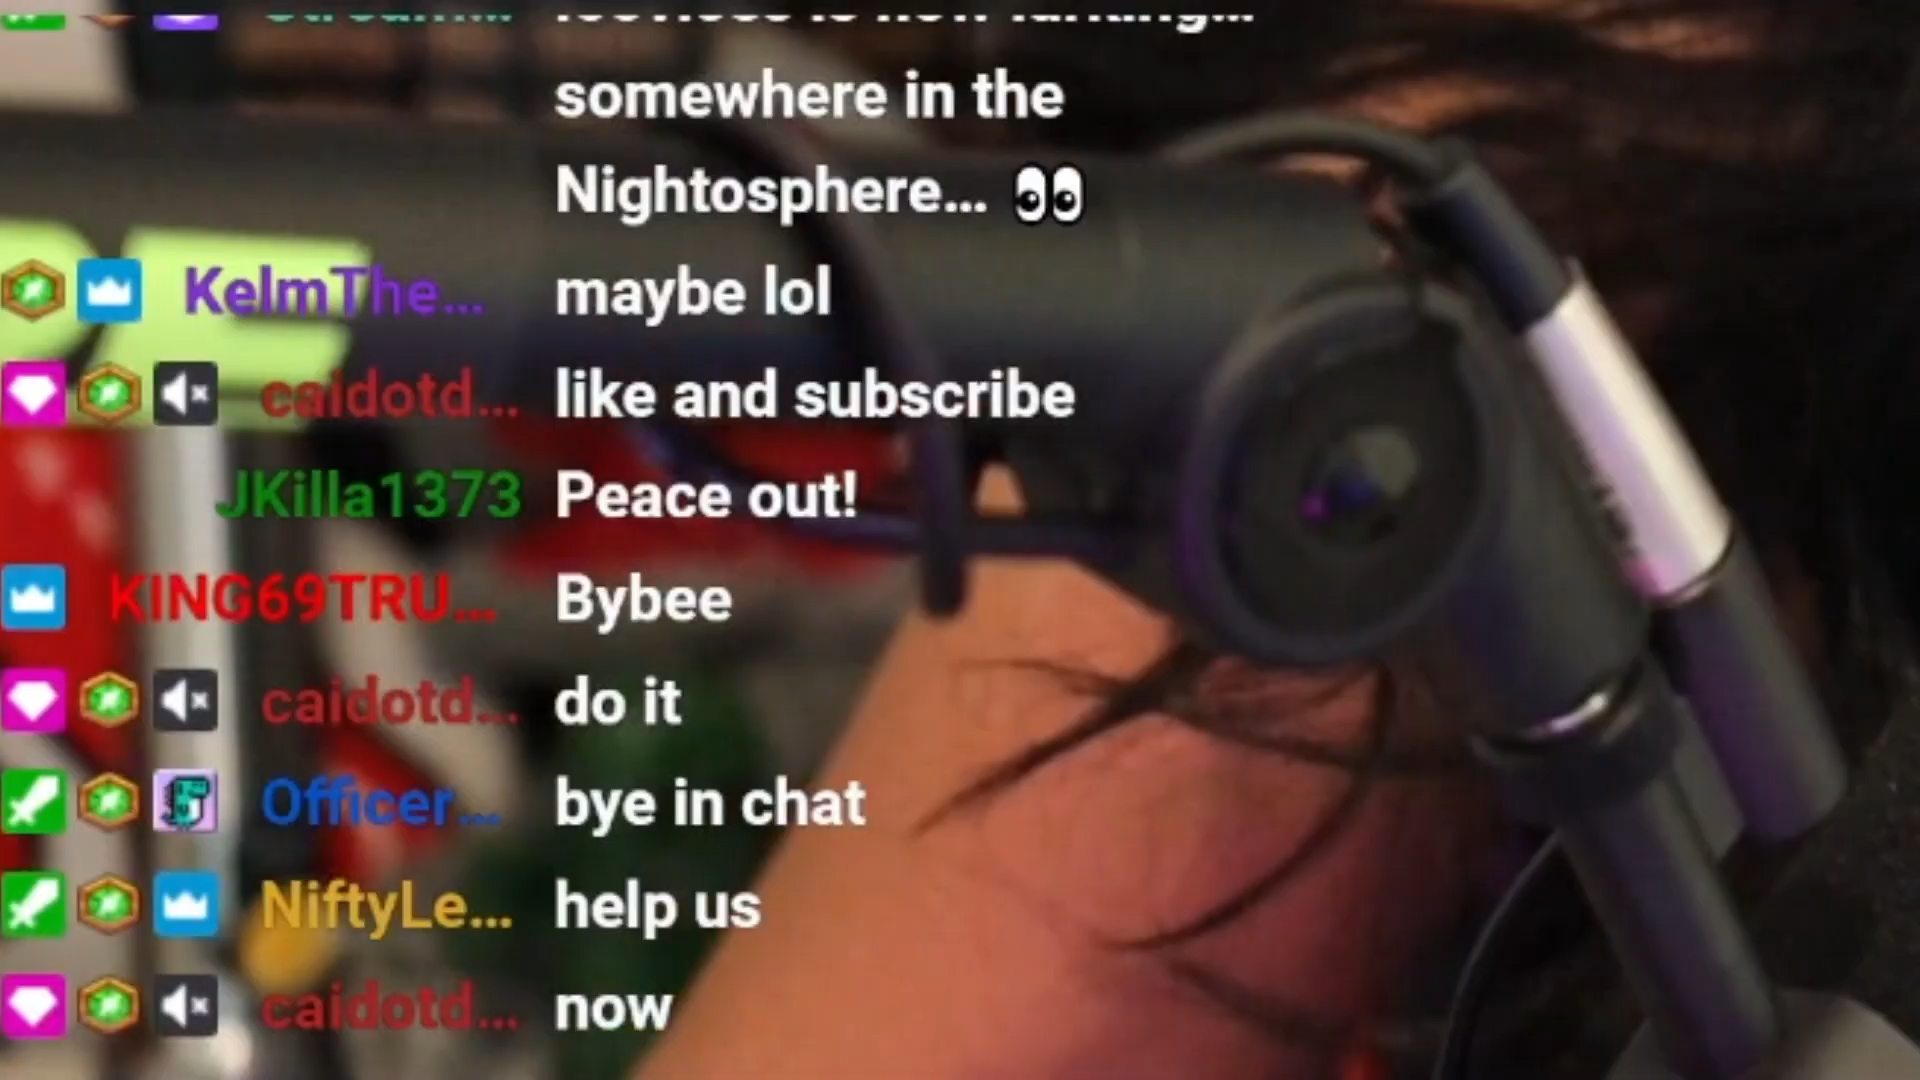 somewhere in the
Nightosphere... 👀
KelmThe... maybe lol
caidotd... like and subscribe
JKilla1373 Peace out!
KING69TRU... Bybee
caidotd... do it
Officer... bye in chat
NiftyLe... help us
caidotd... now